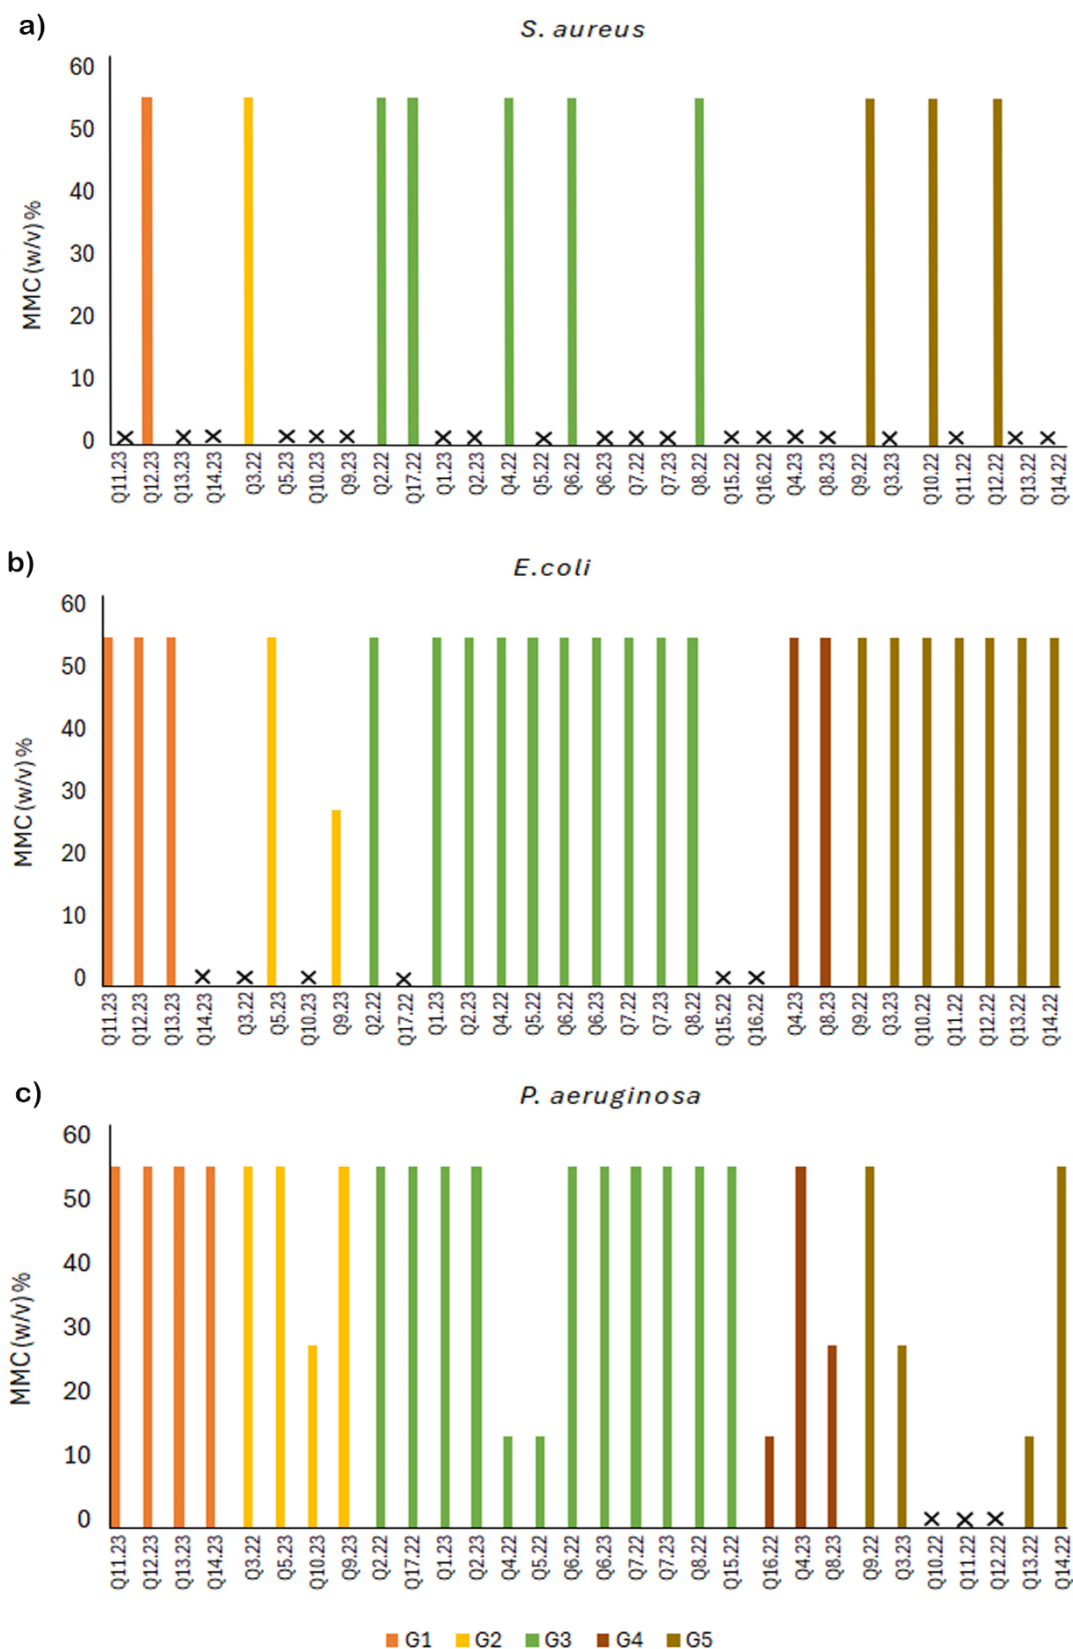 a)
S. aureus
MMC (w/v) %
60
50
40
30
20
10
0
Q11.23 Q12.23 Q13.23 Q14.23 Q3.22 Q5.23 Q10.23 Q9.23 Q2.22 Q17.22 Q1.23 Q2.23 Q4.22 Q5.22 Q6.22 Q6.23 Q7.22 Q7.23 Q8.22 Q15.22 Q16.22 Q4.23 Q8.23 Q9.22 Q3.23 Q10.22 Q11.22 Q12.22 Q13.22 Q14.22
b)
E.coli
MMC (w/v) %
60
50
40
30
20
10
0
Q11.23 Q12.23 Q13.23 Q14.23 Q3.22 Q5.23 Q10.23 Q9.23 Q2.22 Q17.22 Q1.23 Q2.23 Q4.22 Q5.22 Q6.22 Q6.23 Q7.22 Q7.23 Q8.22 Q15.22 Q16.22 Q4.23 Q8.23 Q9.22 Q3.23 Q10.22 Q11.22 Q12.22 Q13.22 Q14.22
c)
P. aeruginosa
MMC (w/v) %
60
50
40
30
20
10
0
Q11.23 Q12.23 Q13.23 Q14.23 Q3.22 Q5.23 Q10.23 Q9.23 Q2.22 Q17.22 Q1.23 Q2.23 Q4.22 Q5.22 Q6.22 Q6.23 Q7.22 Q7.23 Q8.22 Q15.22 Q16.22 Q4.23 Q8.23 Q9.22 Q3.23 Q10.22 Q11.22 Q12.22 Q13.22 Q14.22
G1 G2 G3 G4 G5